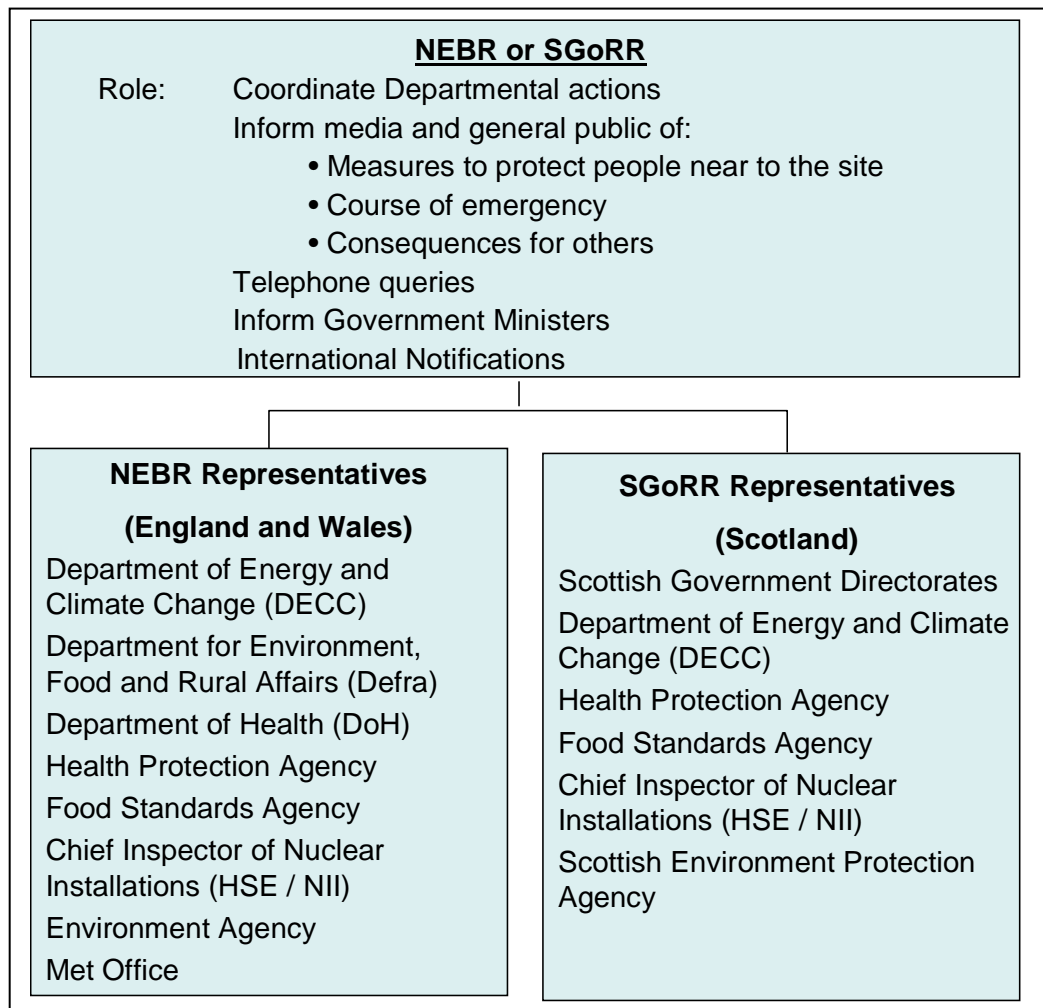 NEBR or SGoRR
Role: Coordinate Departmental actions
Inform media and general public of:
• Measures to protect people near to the site
• Course of emergency
• Consequences for others
Telephone queries
Inform Government Ministers
International Notifications
NEBR Representatives
(England and Wales)
Department of Energy and
Climate Change (DECC)
Department for Environment,
Food and Rural Affairs (Defra)
Department of Health (DoH)
Health Protection Agency
Food Standards Agency
Chief Inspector of Nuclear
Installations (HSE / NII)
Environment Agency
Met Office
SGoRR Representatives
(Scotland)
Scottish Government Directorates
Department of Energy and Climate
Change (DECC)
Health Protection Agency
Food Standards Agency
Chief Inspector of Nuclear
Installations (HSE / NII)
Scottish Environment Protection
Agency